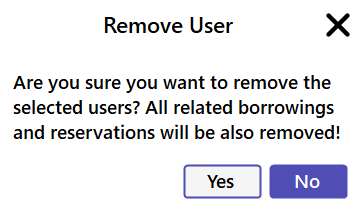 Remove User
Are you sure you want to remove the
selected users? All related borrowings
and reservations will be also removed!
Yes No